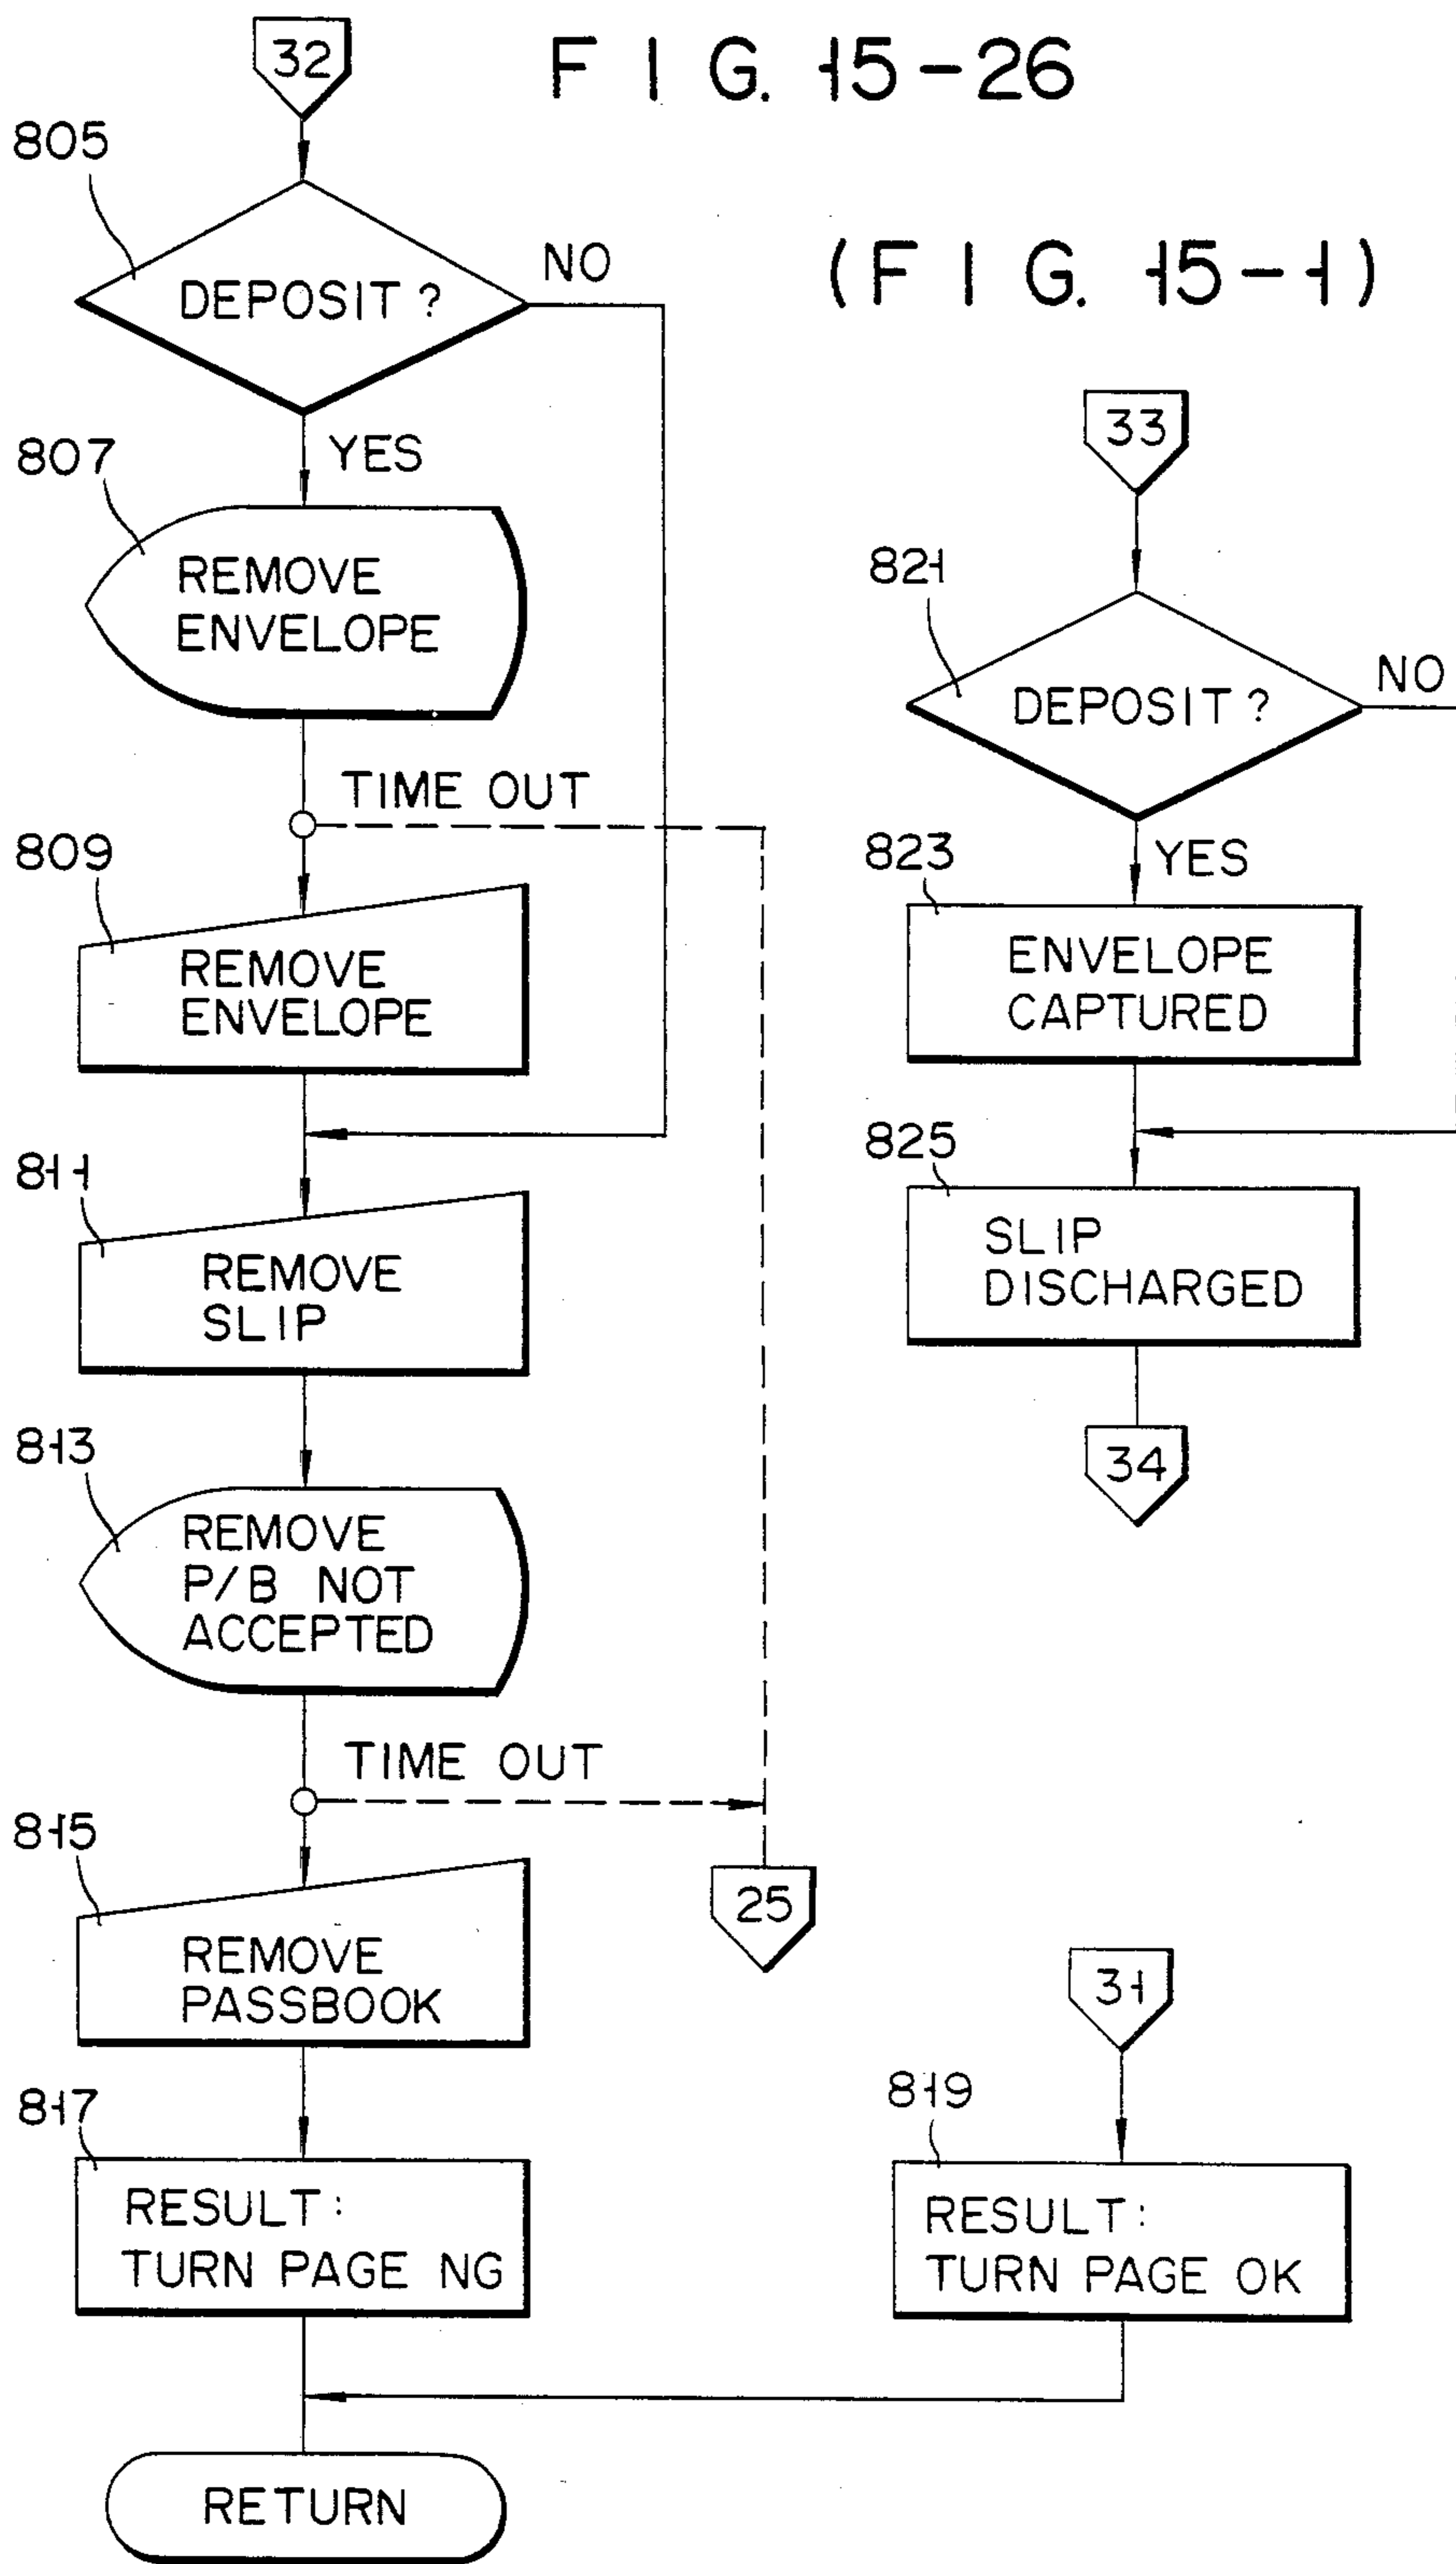 32
F I G. 15-26
805
DEPOSIT ?
NO
YES
807
REMOVE
ENVELOPE
TIME OUT
809
REMOVE
ENVELOPE
811
REMOVE
SLIP
813
REMOVE
P/B NOT
ACCEPTED
TIME OUT
815
REMOVE
PASSBOOK
25
817
RESULT:
TURN PAGE NG
RETURN
(F I G. 15-1)
33
821
DEPOSIT ?
NO
YES
823
ENVELOPE
CAPTURED
825
SLIP
DISCHARGED
34
31
819
RESULT:
TURN PAGE OK